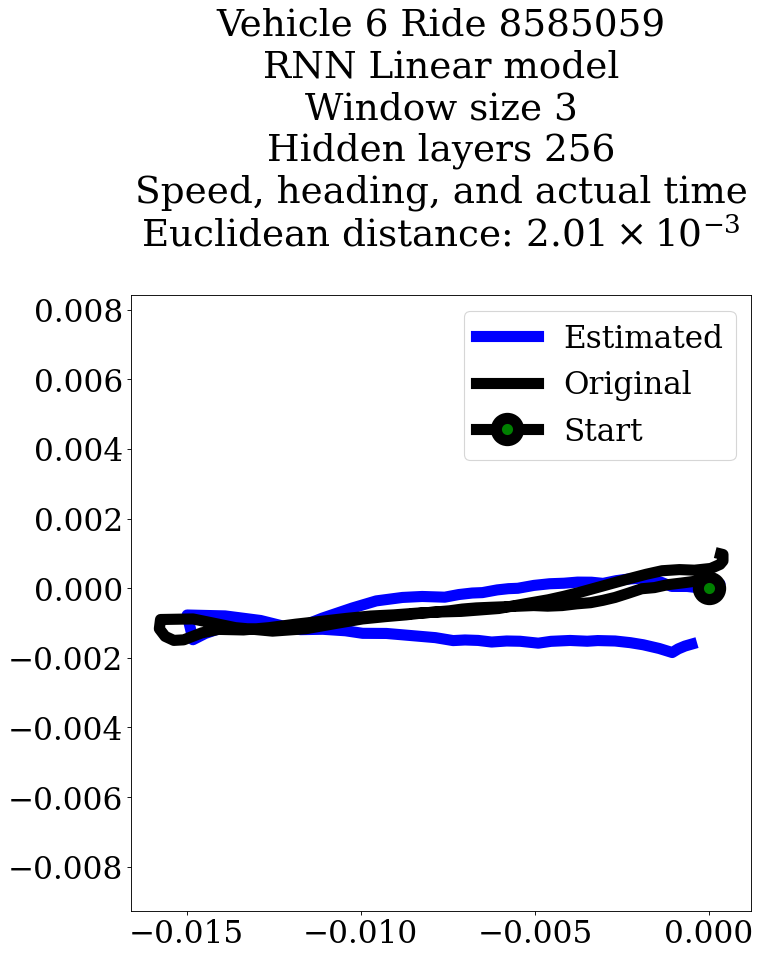 Vehicle 6 Ride 8585059
RNN Linear model
Window size 3
Hidden layers 256
Speed, heading, and actual time
Euclidean distance: 2.01 × 10⁻³
Estimated
Original
Start
0.008
0.006
0.004
0.002
0.000
−0.002
−0.004
−0.006
−0.008
−0.015 −0.010 −0.005 0.000